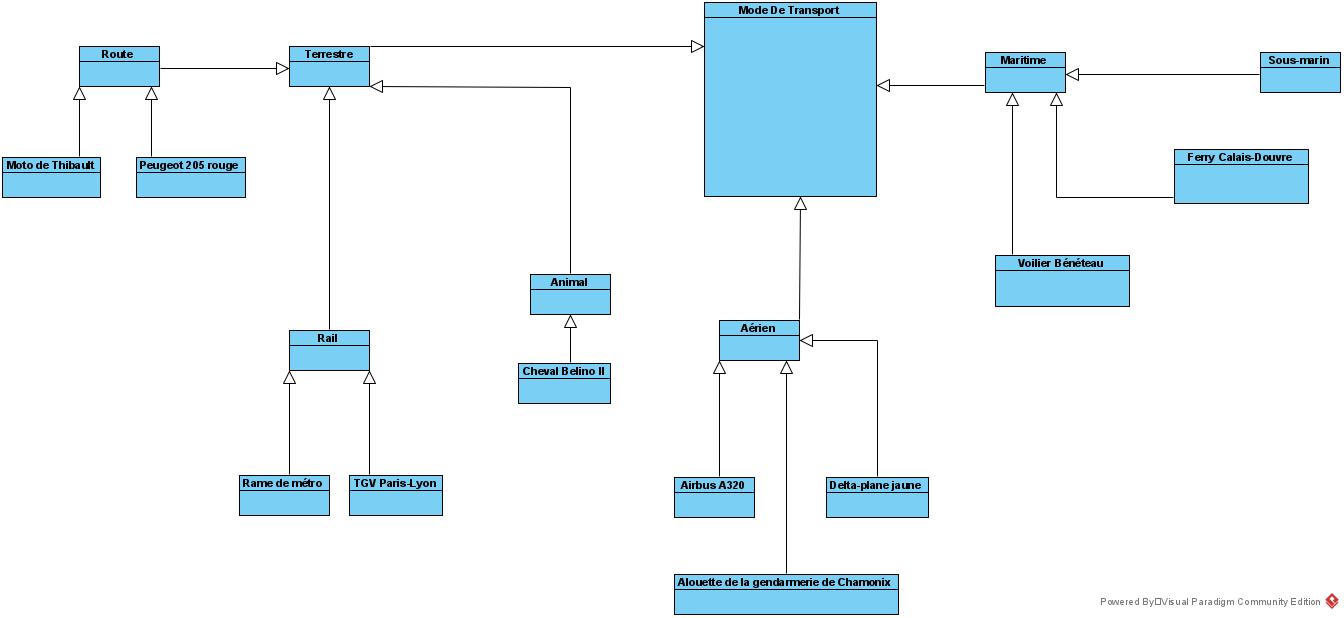 Mode De Transport
Route
Terrestre
Maritime
Sous-marin
Moto de Thibault
Peugeot 205 rouge
Ferry Calais-Douvre
Voilier Bénéteau
Animal
Aérien
Rail
Cheval Belino II
Rame de métro
TGV Paris-Lyon
Airbus A320
Delta-plane jaune
Alouette de la gendarmerie de Chamonix
Powered By Visual Paradigm Community Edition